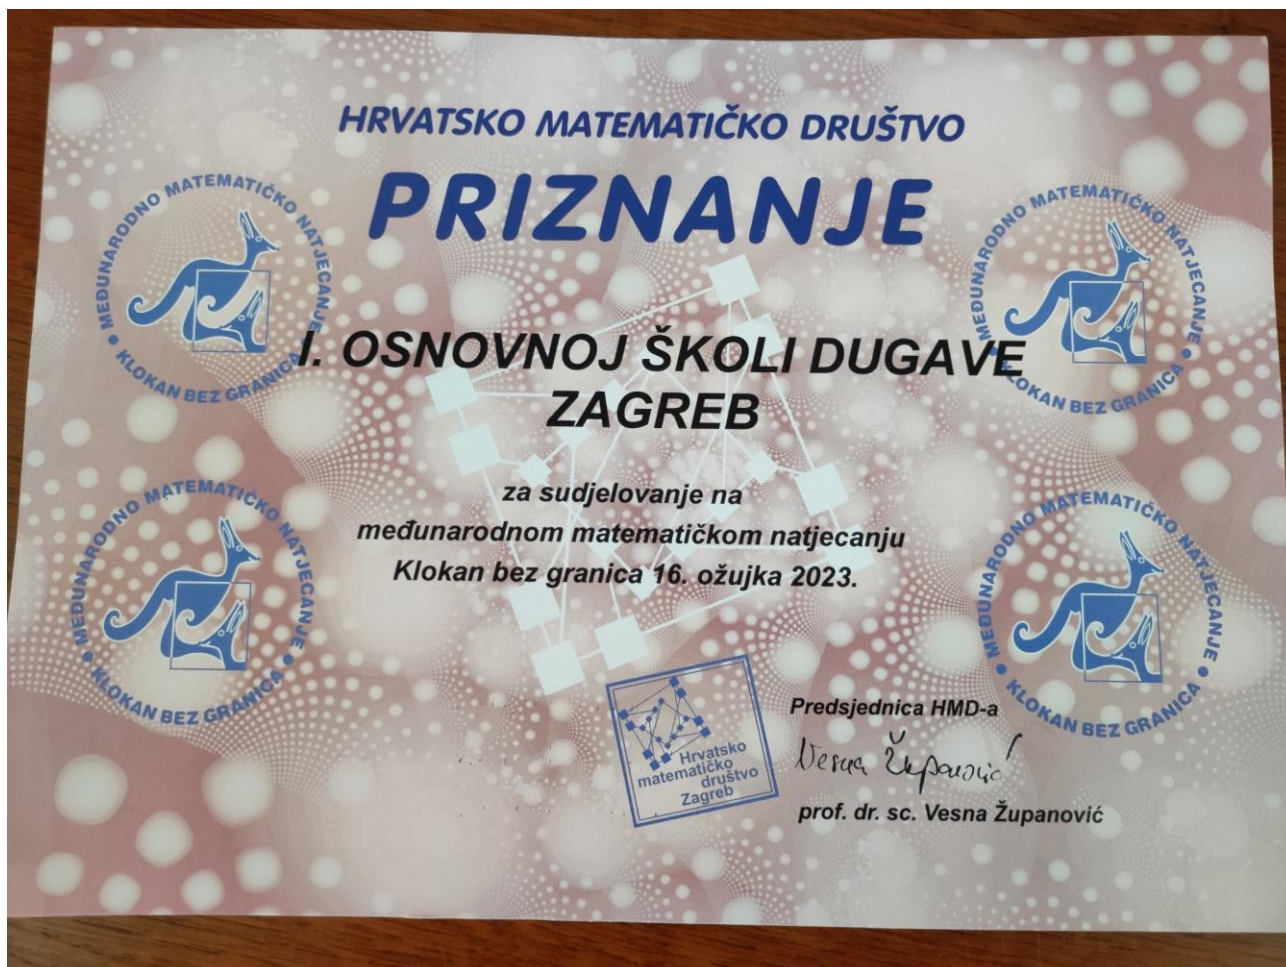 HRVATSKO MATEMATIČKO DRUŠTVO
PRIZNANJE
MEĐUNARODNO MATEMATIČKO NATJECANJE
• KLOKAN BEZ GRANICA •
MEĐUNARODNO MATEMATIČKO NATJECANJE
• KLOKAN BEZ GRANICA •
I. OSNOVNOJ ŠKOLI DUGAVE
ZAGREB
za sudjelovanje na
međunarodnom matematičkom natjecanju
Klokan bez granica 16. ožujka 2023.
MEĐUNARODNO MATEMATIČKO NATJECANJE
• KLOKAN BEZ GRANICA •
MEĐUNARODNO MATEMATIČKO NATJECANJE
• KLOKAN BEZ GRANICA •
Hrvatsko
matematičko
društvo
Zagreb
Predsjednica HMD-a
Vesna Županović
prof. dr. sc. Vesna Županović